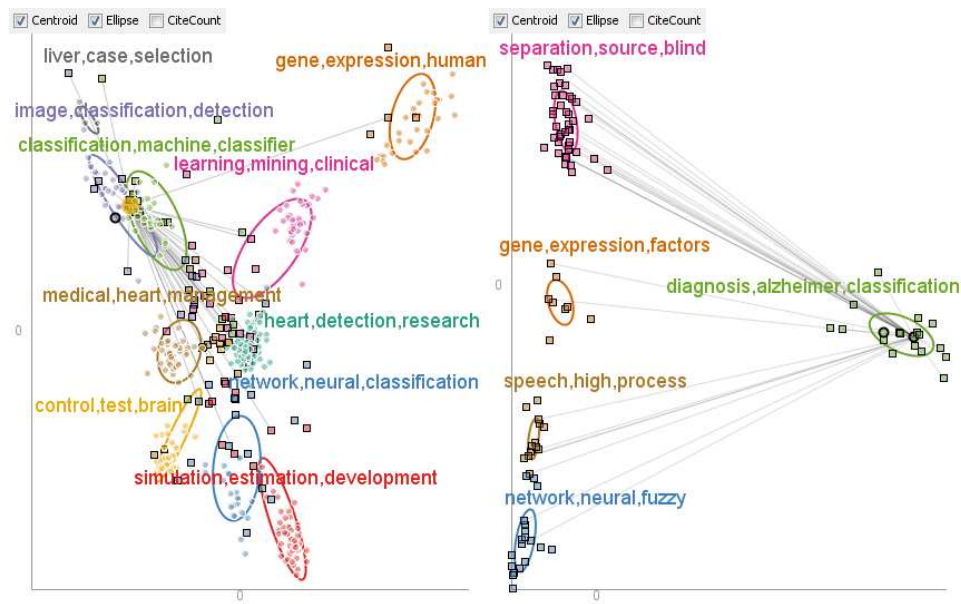 Centroid Ellipse CiteCount
liver,case,selection
gene,expression,human
image,classification,detection
classification,machine,classifier
learning,mining,clinical
medical,heart,management
heart,detection,research
0
network,neural,classification
control,test,brain
simulation,estimation,development
0
Centroid Ellipse CiteCount
separation,source,blind
gene,expression,factors
0
diagnosis,alzheimer,classification
speech,high,process
network,neural,fuzzy
0